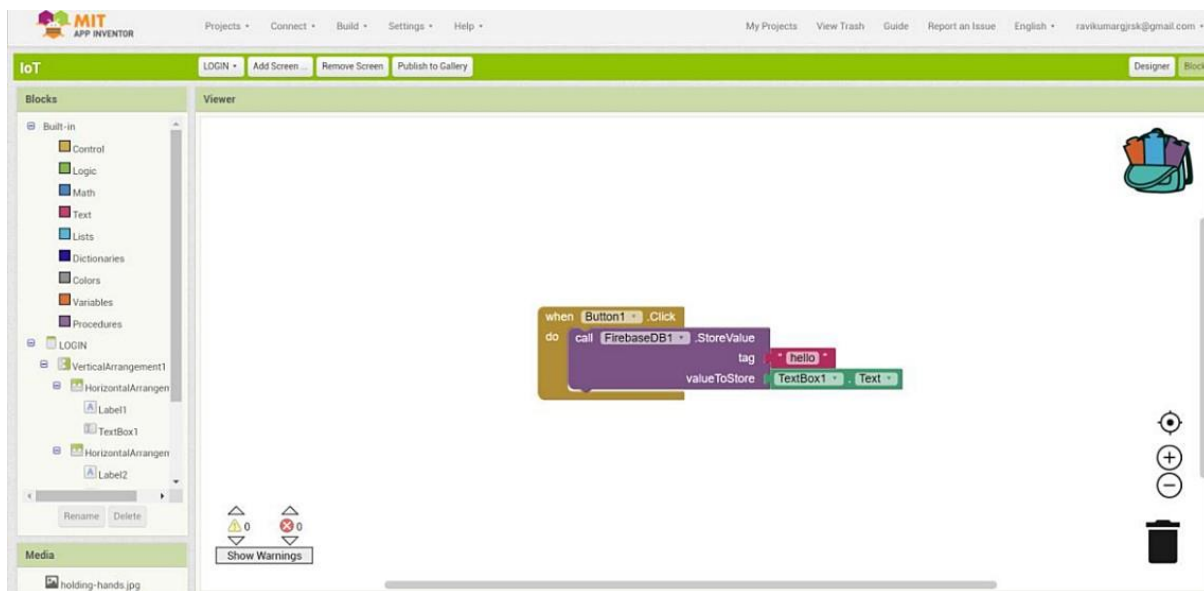 MIT
APP INVENTOR
Projects Connect Build Settings Help My Projects View Trash Guide Report an Issue English ravikumargjrsk@gmail.com
IoT LOGIN Add Screen ... Remove Screen Publish to Gallery Designer Block
Blocks Viewer
Built-in
Control
Logic
Math
Text
Lists
Dictionaries
Colors
Variables
Procedures
LOGIN
VerticalArrangement1
HorizontalArrangen
Label1
TextBox1
HorizontalArrangen
Label2
Rename Delete
Media
holding-hands.jpg
when Button1 .Click
do call FirebaseDB1 .StoreValue
tag " hello "
valueToStore TextBox1 . Text
0 0
Show Warnings